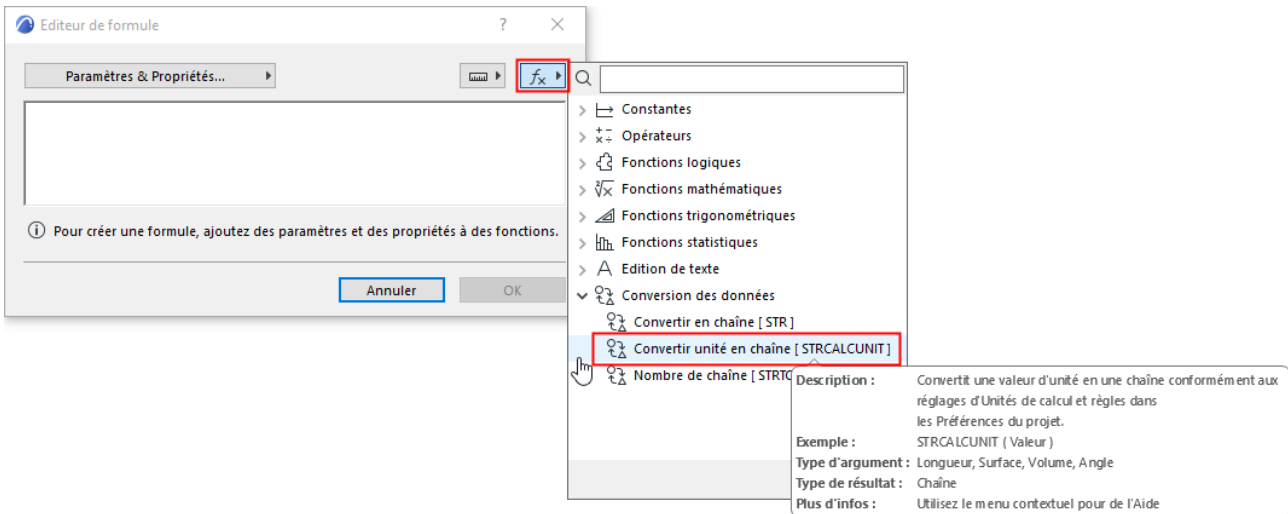 Editeur de formule
?
Paramètres & Propriétés...
fx
Pour créer une formule, ajoutez des paramètres et des propriétés à des fonctions.
Annuler
OK
Constantes
Opérateurs
Fonctions logiques
Fonctions mathématiques
Fonctions trigonométriques
Fonctions statistiques
Edition de texte
Conversion des données
Convertir en chaîne [ STR ]
Convertir unité en chaîne [ STRCALCUNIT ]
Nombre de chaîne [ STRTO
Description : Convertit une valeur d'unité en une chaîne conformément aux
réglages d'Unités de calcul et règles dans
les Préférences du projet.
Exemple : STRCALCUNIT ( Valeur )
Type d'argument : Longueur, Surface, Volume, Angle
Type de résultat : Chaîne
Plus d'infos : Utilisez le menu contextuel pour de l'Aide